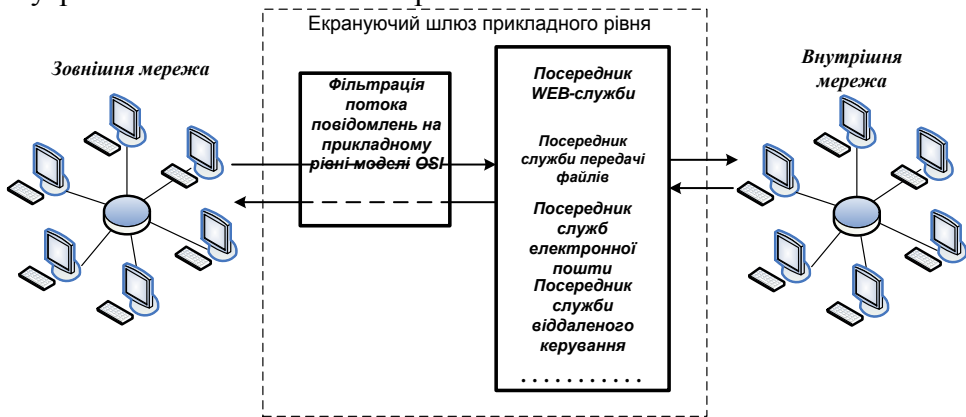 Екрануючий шлюз прикладного рівня
Зовнішня мережа
Фільтрація
потока
повідомлень на
прикладному
рівні моделі OSI
Посередник
WEB-служби
Посередник
служби передачі
файлів
Посередник
служб
електронної
пошти
Посередник
служби
віддаленого
керування
. . . . . . . . . . .
Внутрішня
мережа